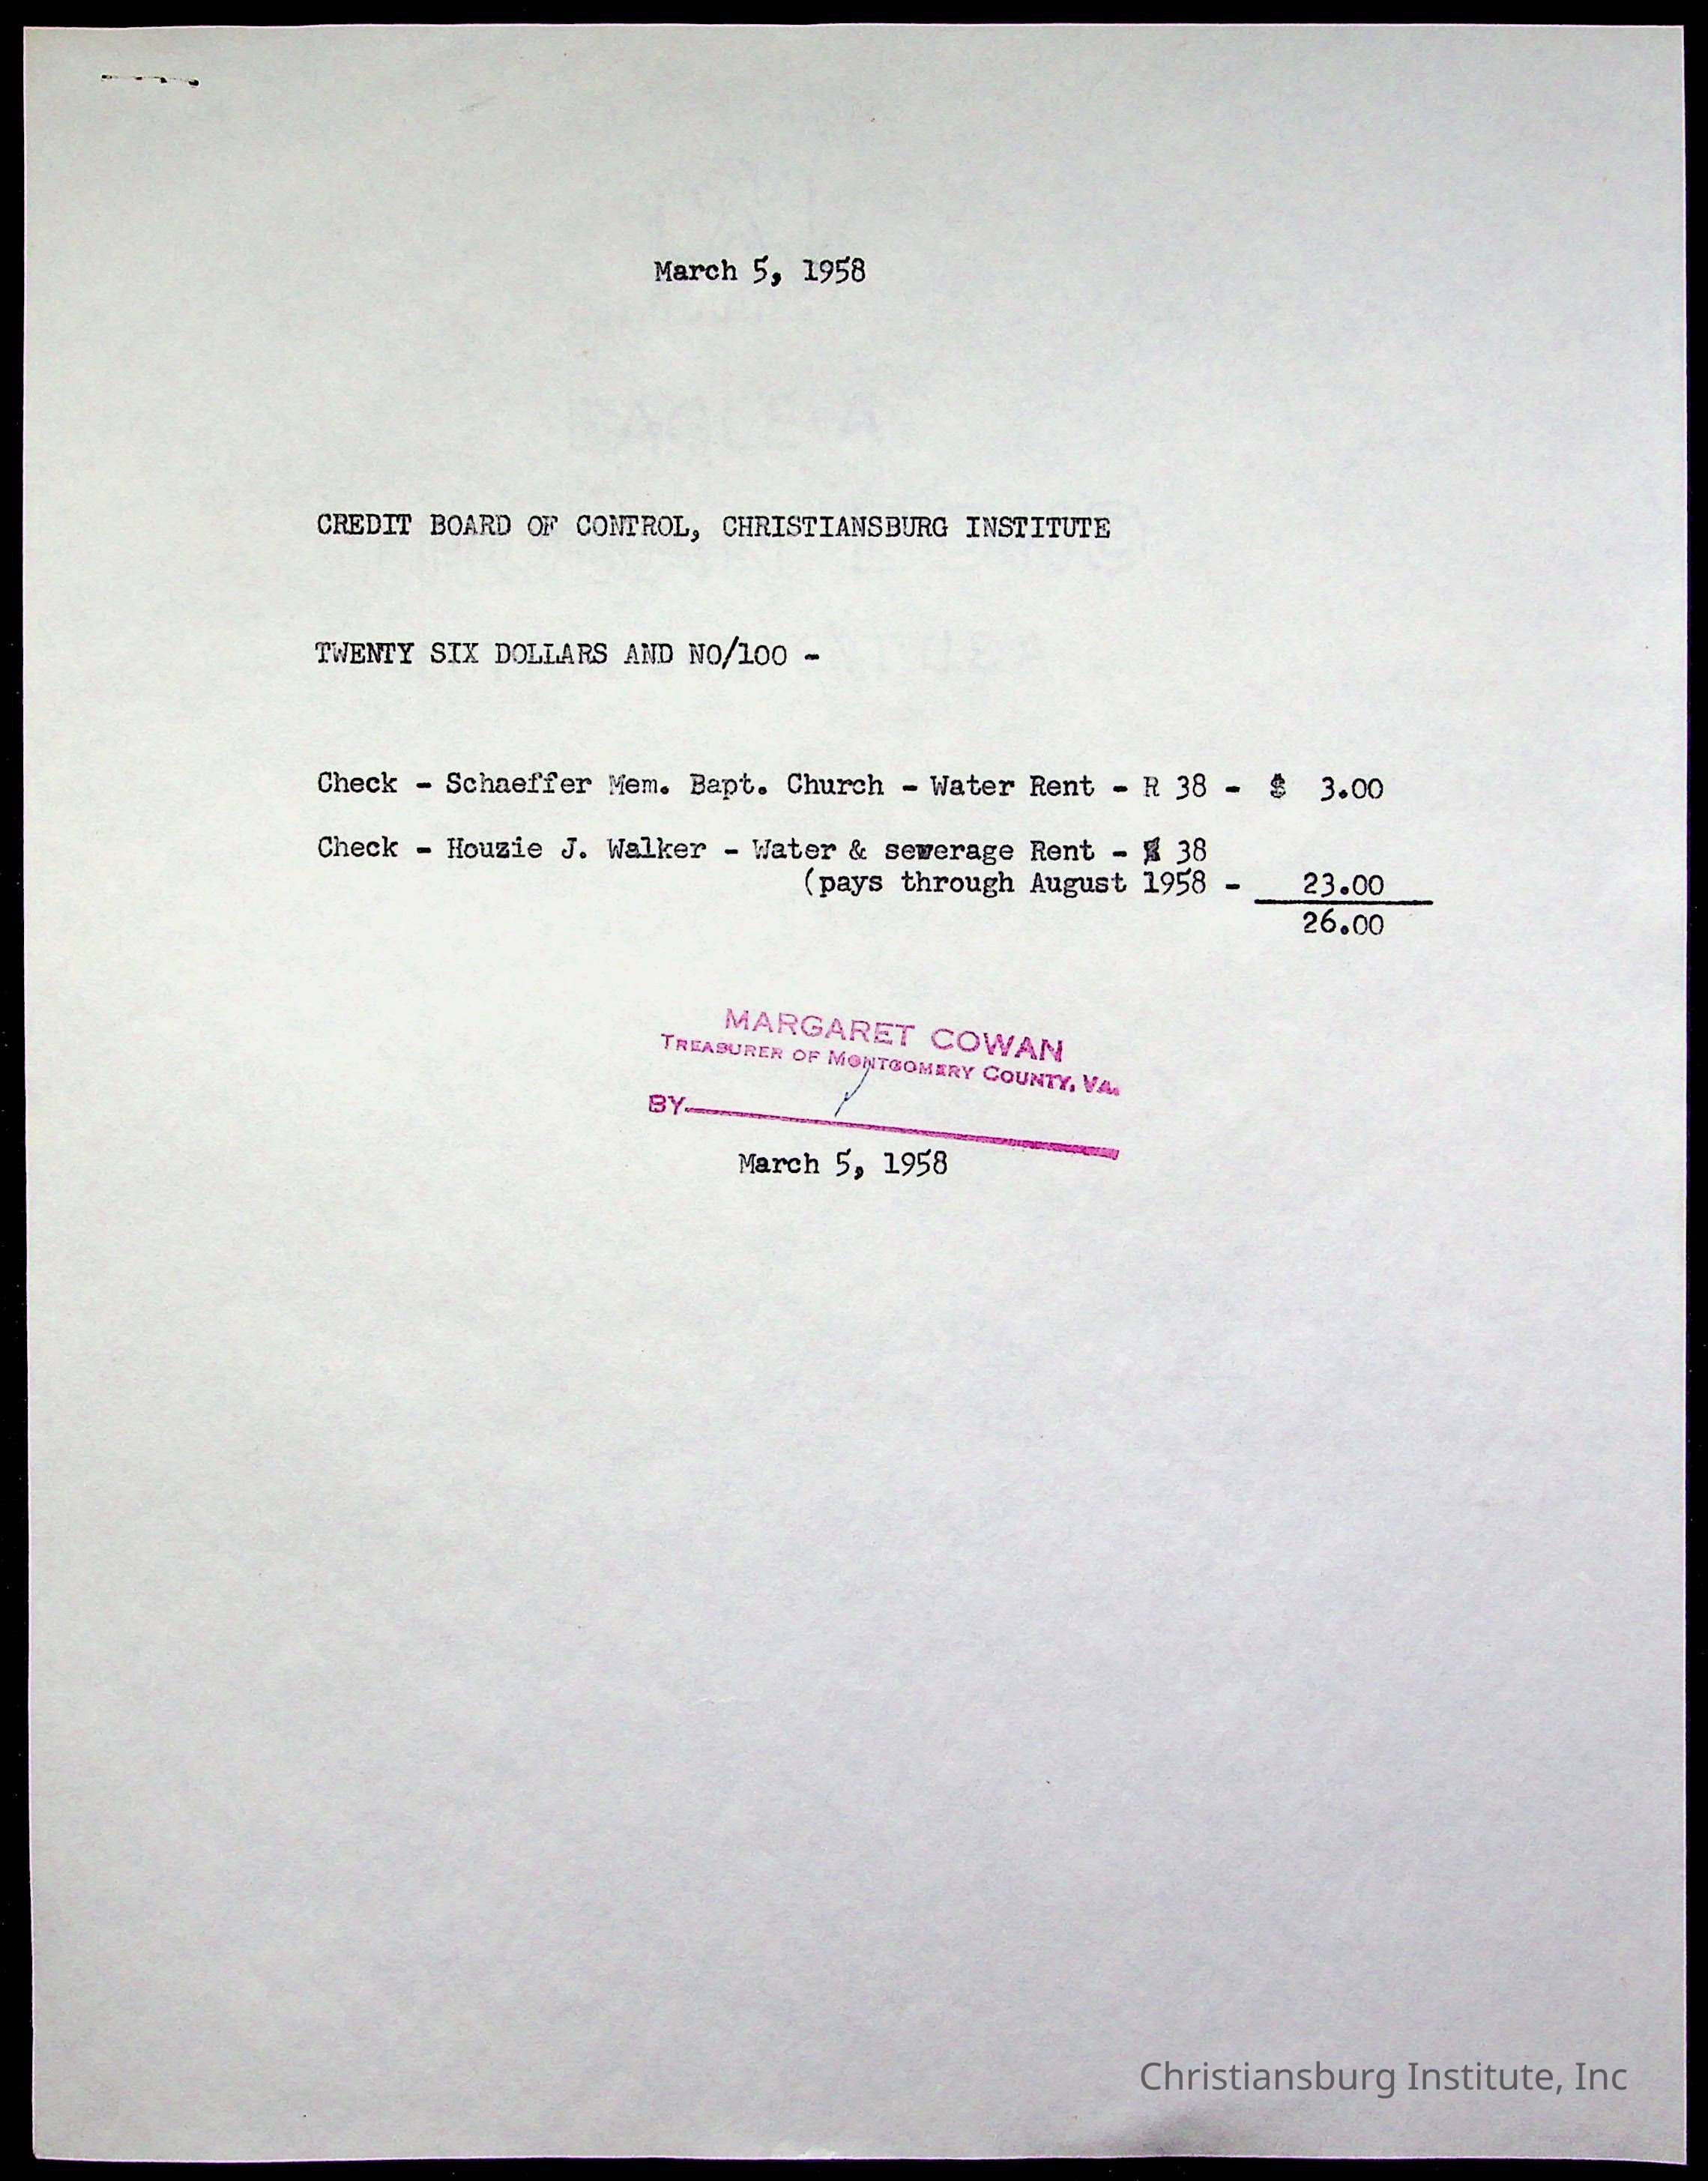 March 5, 1958
CREDIT BOARD OF CONTROL, CHRISTIANSBURG INSTITUTE
TWENTY SIX DOLLARS AND NO/100 -
Check - Schaeffer Mem. Bapt. Church - Water Rent - R 38 - $ 3.00
Check - Houzie J. Walker - Water & sewerage Rent - R 38
(pays through August 1958 - 23.00
26.00
MARGARET COWAN
TREASURER OF MONTGOMERY COUNTY, VA.
BY
March 5, 1958
Christiansburg Institute, Inc